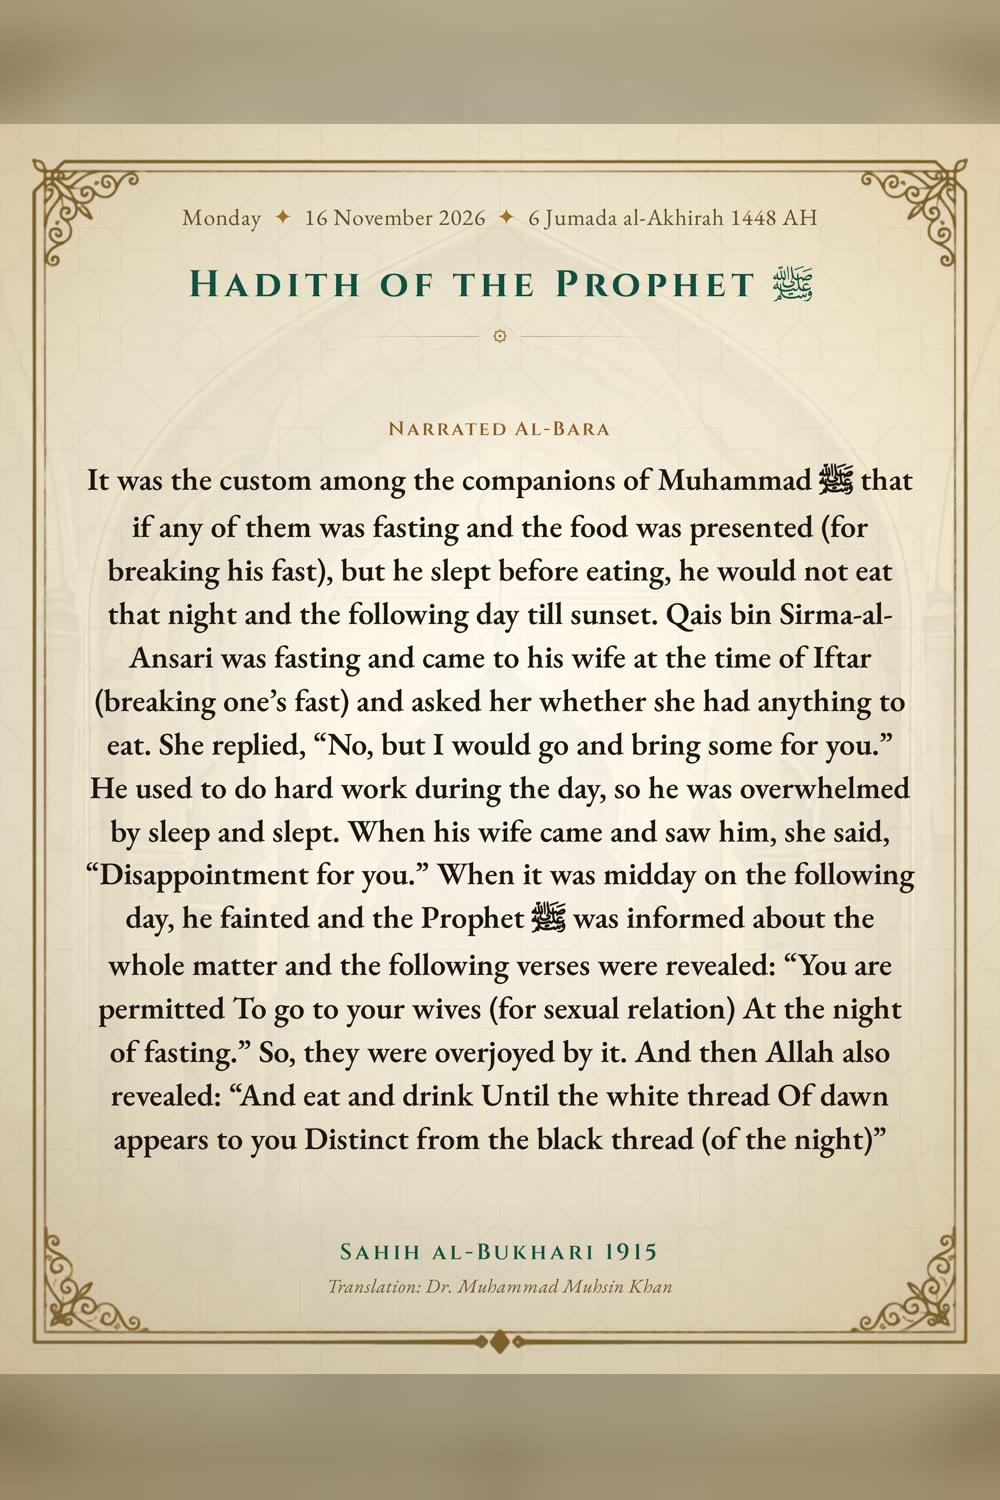 Monday ✦ 16 November 2026 ✦ 6 Jumada al-Akhirah 1448 AH
Hadith of the Prophet ﷺ
Narrated Al-Bara
It was the custom among the companions of Muhammad ﷺ that
if any of them was fasting and the food was presented (for
breaking his fast), but he slept before eating, he would not eat
that night and the following day till sunset. Qais bin Sirma-al-
Ansari was fasting and came to his wife at the time of Iftar
(breaking one’s fast) and asked her whether she had anything to
eat. She replied, “No, but I would go and bring some for you.”
He used to do hard work during the day, so he was overwhelmed
by sleep and slept. When his wife came and saw him, she said,
“Disappointment for you.” When it was midday on the following
day, he fainted and the Prophet ﷺ was informed about the
whole matter and the following verses were revealed: “You are
permitted To go to your wives (for sexual relation) At the night
of fasting.” So, they were overjoyed by it. And then Allah also
revealed: “And eat and drink Until the white thread Of dawn
appears to you Distinct from the black thread (of the night)”
Sahih al-Bukhari 1915
Translation: Dr. Muhammad Muhsin Khan